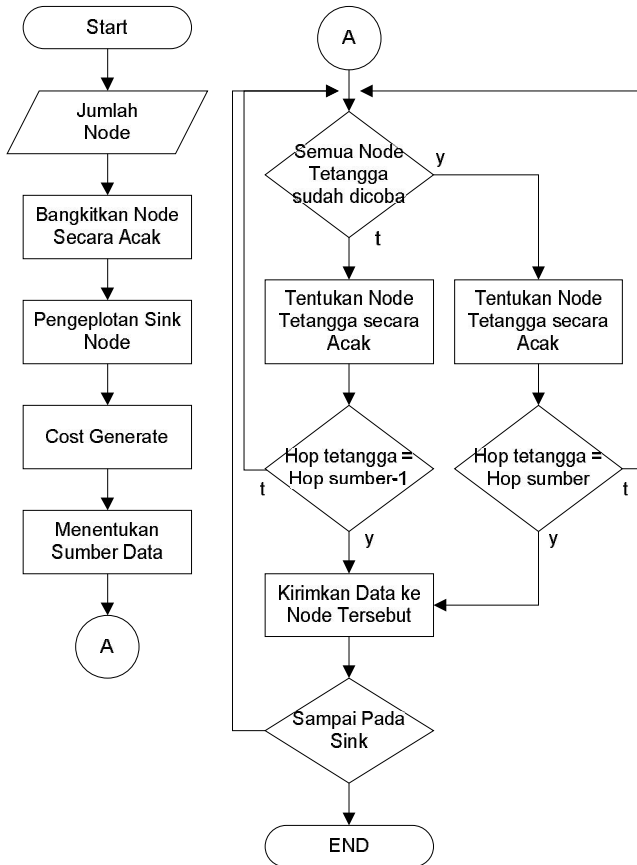 Start
Jumlah
Node
Bangkitkan Node
Secara Acak
Pengeplotan Sink
Node
Cost Generate
Menentukan
Sumber Data
A
A
Semua Node
Tetangga
sudah dicoba
y
t
Tentukan Node
Tetangga secara
Acak
Tentukan Node
Tetangga secara
Acak
Hop tetangga =
Hop sumber-1
t
y
Hop tetangga =
Hop sumber
t
y
Kirimkan Data ke
Node Tersebut
Sampai Pada
Sink
END